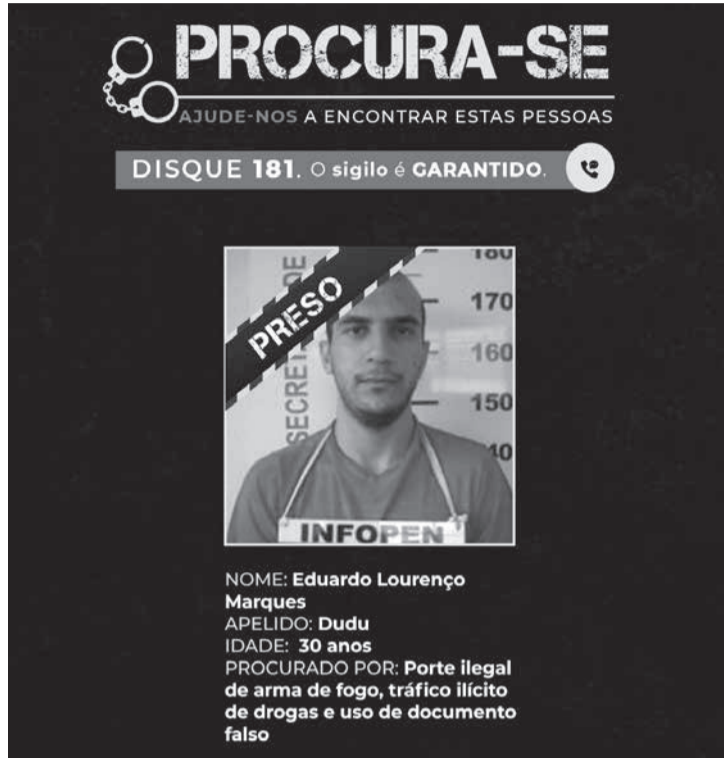 PROCURA-SE
AJUDE-NOS A ENCONTRAR ESTAS PESSOAS
DISQUE 181. O sigilo é GARANTIDO.
PRESO
180
170
160
150
40
INFOPEN
NOME: Eduardo Lourenço
Marques
APELIDO: Dudu
IDADE: 30 anos
PROCURADO POR: Porte ilegal
de arma de fogo, tráfico ilícito
de drogas e uso de documento
falso